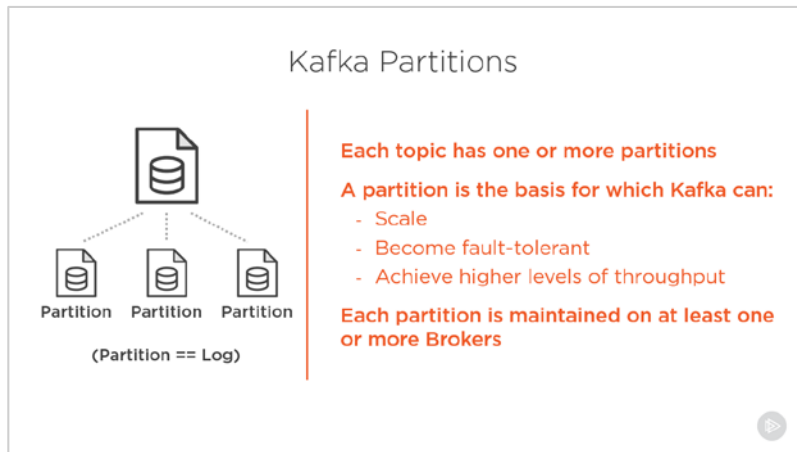 Kafka Partitions
Each topic has one or more partitions
A partition is the basis for which Kafka can:
- Scale
- Become fault-tolerant
- Achieve higher levels of throughput
Each partition is maintained on at least one
or more Brokers
Partition Partition Partition
(Partition == Log)